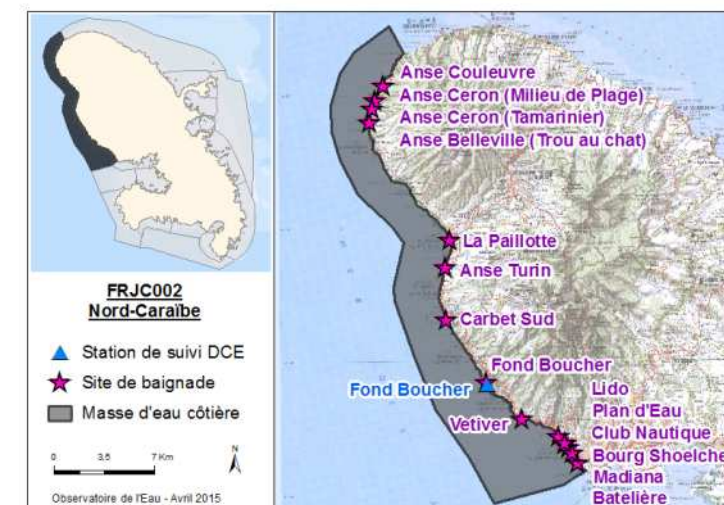 FRJC002
Nord-Caraïbe
Station de suivi DCE
Site de baignade
Masse d'eau côtière
0 3,5 7 Km
N
Observatoire de l'Eau - Avril 2015
Anse Couleuvre
Anse Ceron (Milieu de Plage)
Anse Ceron (Tamarinier)
Anse Belleville (Trou au chat)
La Paillotte
Anse Turin
Carbet Sud
Fond Boucher
Fond Boucher
Vetiver
Lido
Plan d'Eau
Club Nautique
Bourg Shoelche
Madiana
Batelière